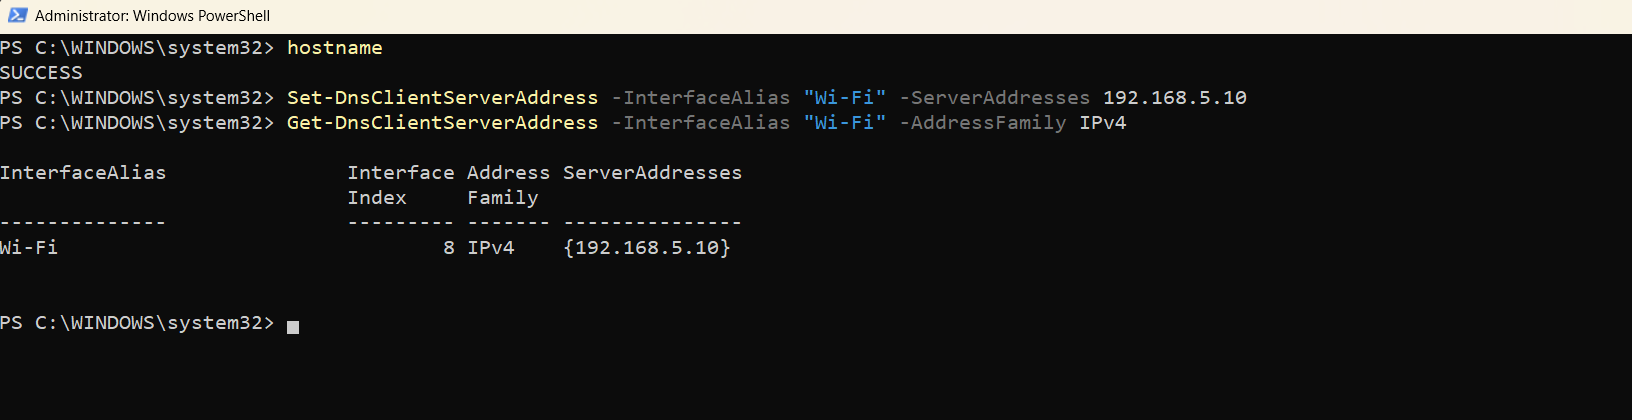 Administrator: Windows PowerShell
PS C:\WINDOWS\system32> hostname
SUCCESS
PS C:\WINDOWS\system32> Set-DnsClientServerAddress -InterfaceAlias "Wi-Fi" -ServerAddresses 192.168.5.10
PS C:\WINDOWS\system32> Get-DnsClientServerAddress -InterfaceAlias "Wi-Fi" -AddressFamily IPv4
InterfaceAlias Interface Address ServerAddresses
Index Family
-------------- --------- ------- ---------------
Wi-Fi 8 IPv4 {192.168.5.10}
PS C:\WINDOWS\system32>